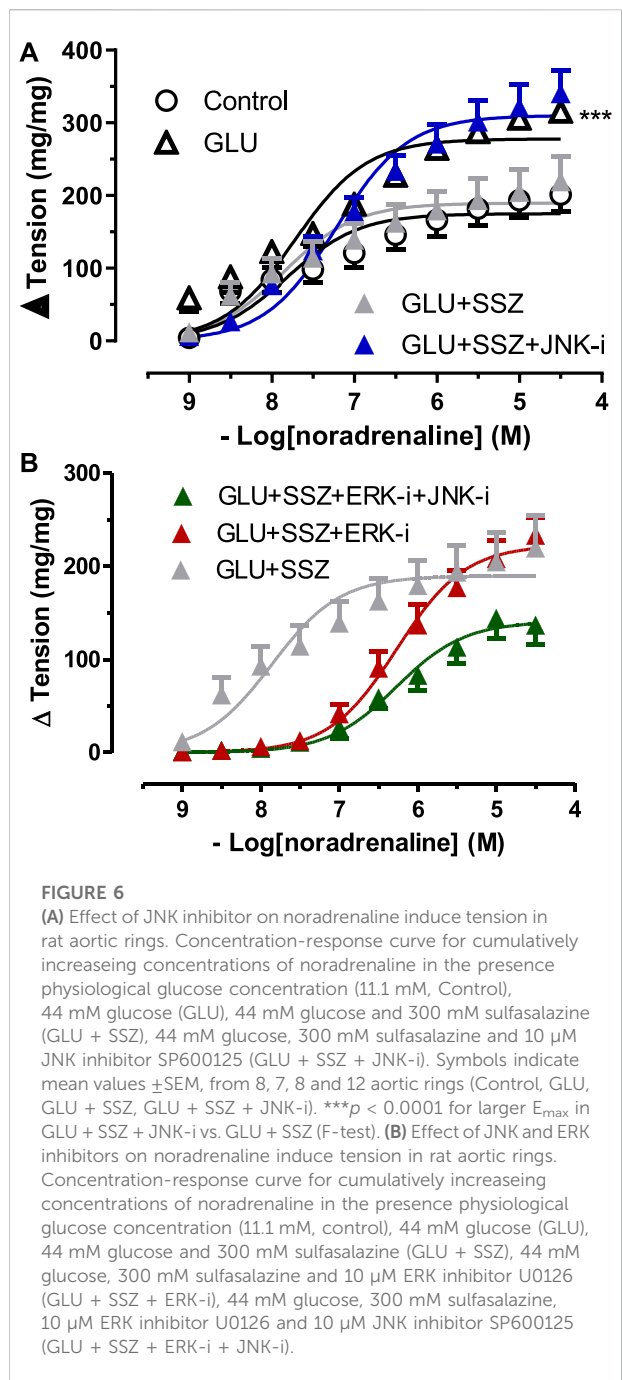 A
400
300
200
100
0
▲ Tension (mg/mg)
Control
GLU
***
GLU+SSZ
GLU+SSZ+JNK-i
9 8 7 6 5 4
- Log[noradrenaline] (M)
B
300
200
100
0
Δ Tension (mg/mg)
GLU+SSZ+ERK-i+JNK-i
GLU+SSZ+ERK-i
GLU+SSZ
9 8 7 6 5 4
- Log[noradrenaline] (M)
FIGURE 6
(A) Effect of JNK inhibitor on noradrenaline induce tension in
rat aortic rings. Concentration-response curve for cumulatively
increaseing concentrations of noradrenaline in the presence
physiological glucose concentration (11.1 mM, Control),
44 mM glucose (GLU), 44 mM glucose and 300 mM sulfasalazine
(GLU + SSZ), 44 mM glucose, 300 mM sulfasalazine and 10 µM
JNK inhibitor SP600125 (GLU + SSZ + JNK-i). Symbols indicate
mean values ±SEM, from 8, 7, 8 and 12 aortic rings (Control, GLU,
GLU + SSZ, GLU + SSZ + JNK-i). ***p < 0.0001 for larger Emax in
GLU + SSZ + JNK-i vs. GLU + SSZ (F-test). (B) Effect of JNK and ERK
inhibitors on noradrenaline induce tension in rat aortic rings.
Concentration-response curve for cumulatively increaseing
concentrations of noradrenaline in the presence physiological
glucose concentration (11.1 mM, control), 44 mM glucose (GLU),
44 mM glucose and 300 mM sulfasalazine (GLU + SSZ), 44 mM
glucose, 300 mM sulfasalazine and 10 µM ERK inhibitor U0126
(GLU + SSZ + ERK-i), 44 mM glucose, 300 mM sulfasalazine,
10 µM ERK inhibitor U0126 and 10 µM JNK inhibitor SP600125
(GLU + SSZ + ERK-i + JNK-i).